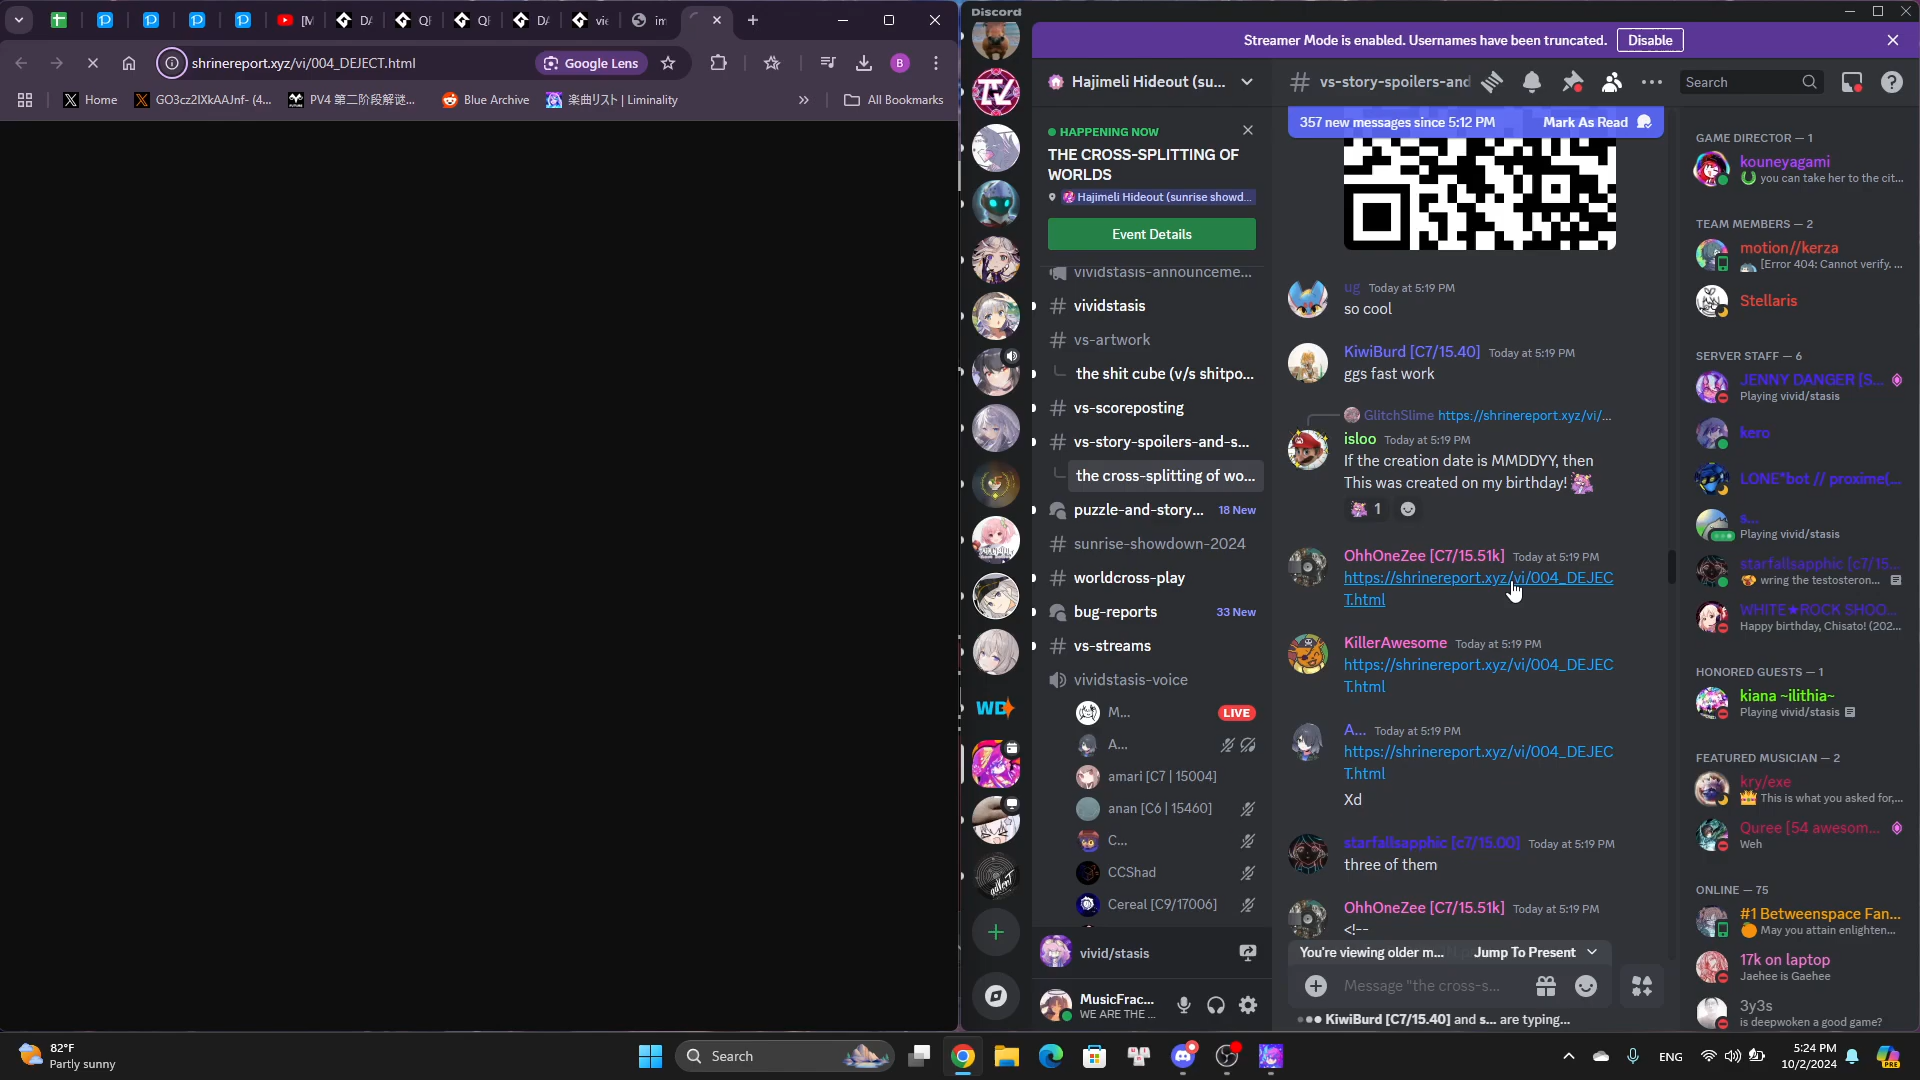 [M
DA
QF
QF
DA
vie
im
shrinereport.xyz/vi/004_DEJECT.html
Google Lens
B
Home
GO3cz2IXkAAJnf- (4...
PV4 第二阶段解谜...
Blue Archive
楽曲リスト | Liminality
All Bookmarks
Discord
Streamer Mode is enabled. Usernames have been truncated.
Disable
Hajimeli Hideout (su...
HAPPENING NOW
THE CROSS-SPLITTING OF
WORLDS
Hajimeli Hideout (sunrise showd...
Event Details
vividstasis-announceme...
vividstasis
vs-artwork
the shit cube (v/s shitpo...
vs-scoreposting
vs-story-spoilers-and-s...
the cross-splitting of wo...
puzzle-and-story... 18 New
sunrise-showdown-2024
worldcross-play
bug-reports 33 New
vs-streams
vividstasis-voice
M... LIVE
A...
amari [C7 | 15004]
anan [C6 | 15460]
C...
CCShad
Cereal [C9/17006]
vivid/stasis
MusicFrac...
WE ARE THE ...
vs-story-spoilers-and
Search
357 new messages since 5:12 PM Mark As Read
ug Today at 5:19 PM
so cool
KiwiBurd [C7/15.40] Today at 5:19 PM
ggs fast work
GlitchSlime https://shrinereport.xyz/vi/...
isloo Today at 5:19 PM
If the creation date is MMDDYY, then
This was created on my birthday!
1
OhhOneZee [C7/15.51k] Today at 5:19 PM
https://shrinereport.xyz/vi/004_DEJEC
T.html
KillerAwesome Today at 5:19 PM
https://shrinereport.xyz/vi/004_DEJEC
T.html
A... Today at 5:19 PM
https://shrinereport.xyz/vi/004_DEJEC
T.html
Xd
starfallsapphic [c7/15.00] Today at 5:19 PM
three of them
OhhOneZee [C7/15.51k] Today at 5:19 PM
<!--
You're viewing older m... Jump To Present
Message "the cross-s...
KiwiBurd [C7/15.40] and s... are typing...
GAME DIRECTOR — 1
kouneyagami
you can take her to the cit...
TEAM MEMBERS — 2
motion//kerza
[Error 404: Cannot verify. ...
Stellaris
SERVER STAFF — 6
JENNY DANGER [S...
Playing vivid/stasis
kero
LONE*bot // proxime(...
s...
Playing vivid/stasis
starfallsapphic [c7/15...
wring the testosteron...
WHITE★ROCK SHOO...
Happy birthday, Chisato! (202...
HONORED GUESTS — 1
kiana ~ilithia~
Playing vivid/stasis
FEATURED MUSICIAN — 2
kry/exe
This is what you asked for,...
Quree [54 awesom...
Weh
ONLINE — 75
#1 Betweenspace Fan...
May you attain enlighten...
17k on laptop
Jaehee is Gaehee
3y3s
is deepwoken a good game?
82°F
Partly sunny
Search
ENG
5:24 PM
10/2/2024